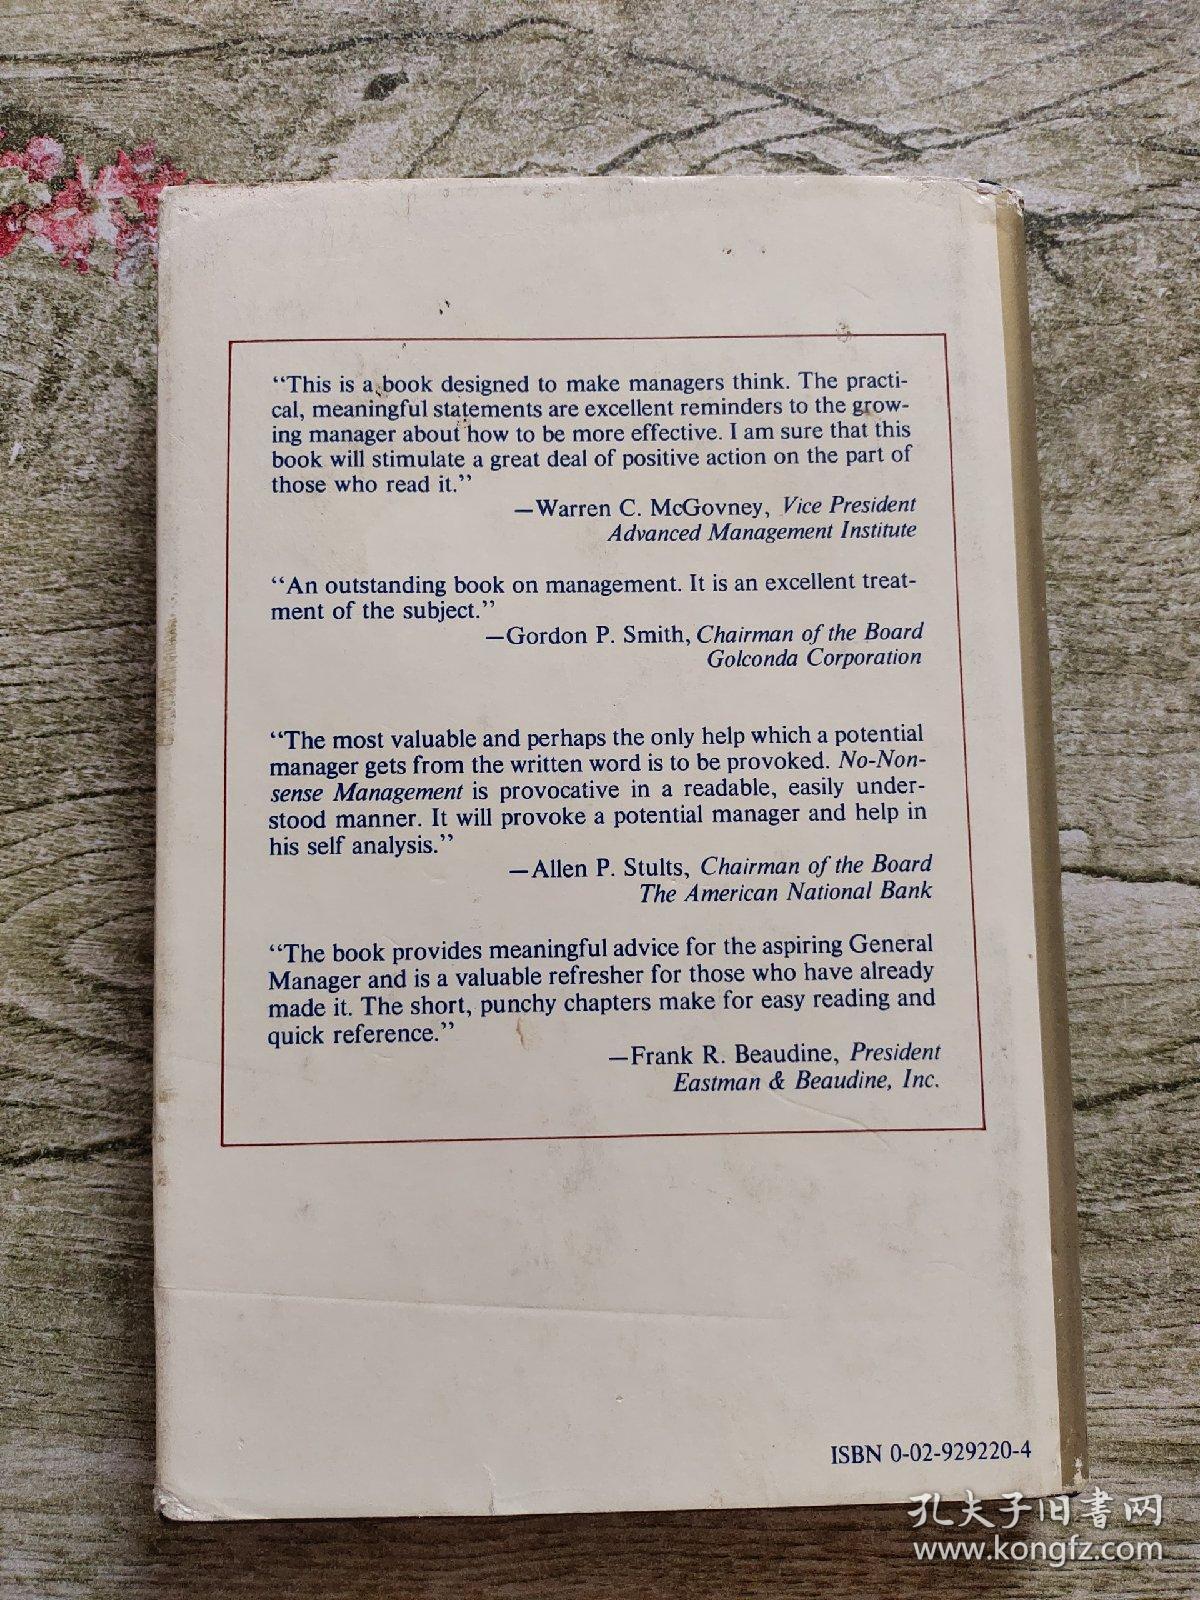 “This is a book designed to make managers think. The practi-
cal, meaningful statements are excellent reminders to the grow-
ing manager about how to be more effective. I am sure that this
book will stimulate a great deal of positive action on the part of
those who read it.”
—Warren C. McGovney, Vice President
Advanced Management Institute
“An outstanding book on management. It is an excellent treat-
ment of the subject.”
—Gordon P. Smith, Chairman of the Board
Golconda Corporation
“The most valuable and perhaps the only help which a potential
manager gets from the written word is to be provoked. No-Non-
sense Management is provocative in a readable, easily under-
stood manner. It will provoke a potential manager and help in
his self analysis.”
—Allen P. Stults, Chairman of the Board
The American National Bank
“The book provides meaningful advice for the aspiring General
Manager and is a valuable refresher for those who have already
made it. The short, punchy chapters make for easy reading and
quick reference.”
—Frank R. Beaudine, President
Eastman & Beaudine, Inc.
ISBN 0-02-929220-4
孔夫子旧書网
www.kongfz.com